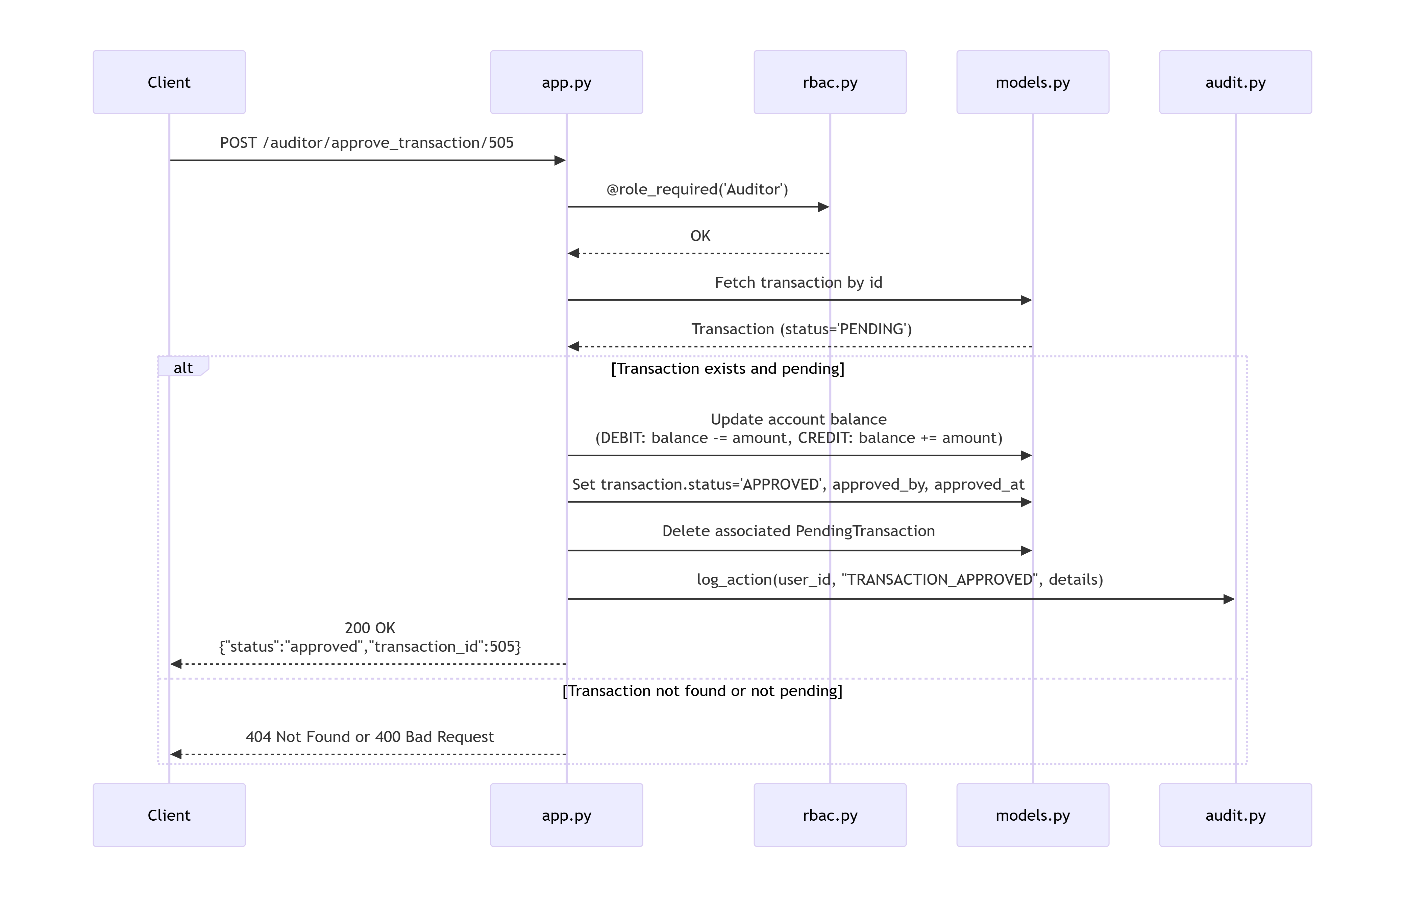 Client
app.py
rbac.py
models.py
audit.py
POST /auditor/approve_transaction/505
@role_required('Auditor')
OK
Fetch transaction by id
Transaction (status='PENDING')
alt
[Transaction exists and pending]
Update account balance
(DEBIT: balance -= amount, CREDIT: balance += amount)
Set transaction.status='APPROVED', approved_by, approved_at
Delete associated PendingTransaction
log_action(user_id, "TRANSACTION_APPROVED", details)
200 OK
{"status":"approved","transaction_id":505}
[Transaction not found or not pending]
404 Not Found or 400 Bad Request
Client
app.py
rbac.py
models.py
audit.py